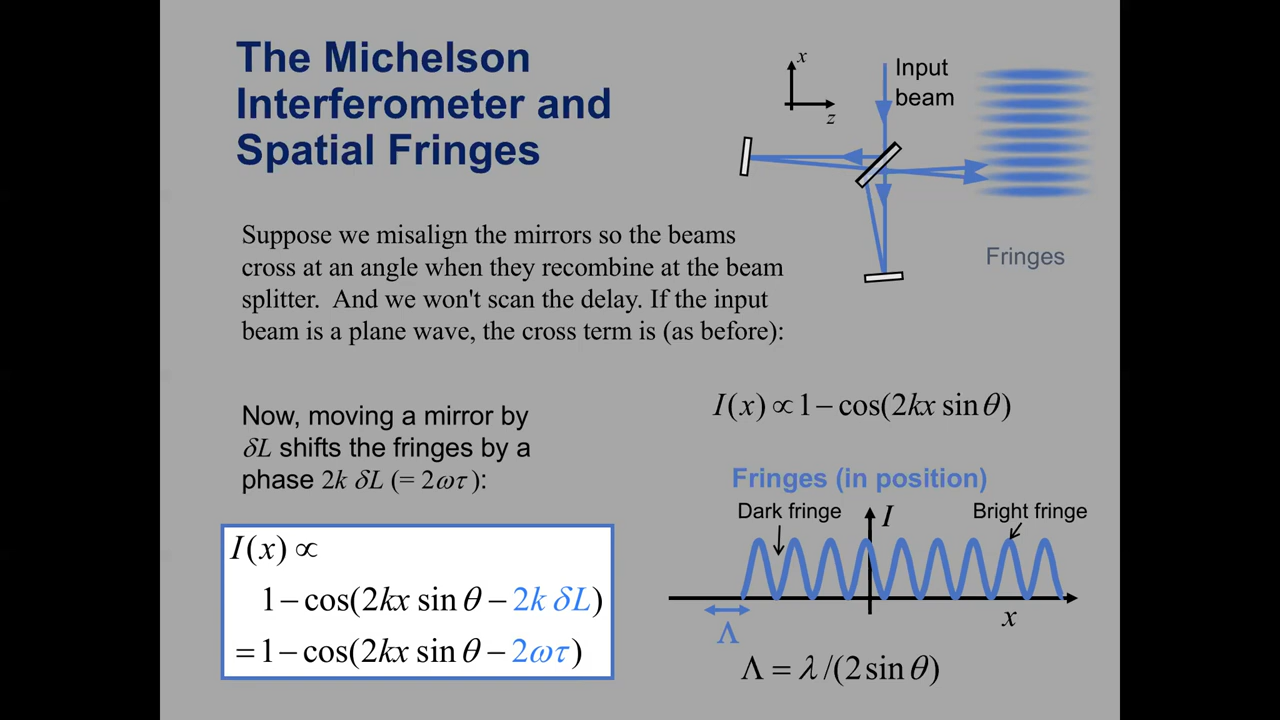 The Michelson
Interferometer and
Spatial Fringes
x
z
Input
beam
Fringes
Suppose we misalign the mirrors so the beams
cross at an angle when they recombine at the beam
splitter. And we won't scan the delay. If the input
beam is a plane wave, the cross term is (as before):
I(x) ∝ 1 − cos(2kx sin θ)
Now, moving a mirror by
δL shifts the fringes by a
phase 2k δL (= 2ωτ ):
I(x) ∝
1 − cos(2kx sin θ − 2k δL)
= 1 − cos(2kx sin θ − 2ωτ)
Fringes (in position)
Dark fringe
I
Bright fringe
x
Λ
Λ = λ /(2 sin θ)